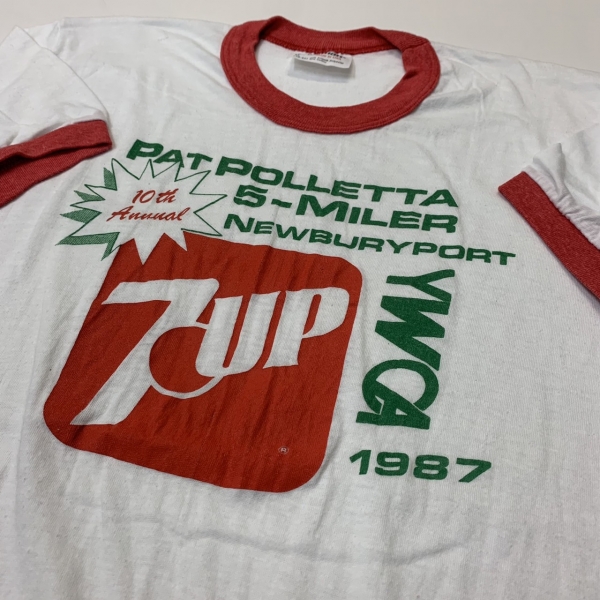 PAT POLLETTA
5-MILER
NEWBURYPORT
10th
Annual
7UP
®
YWCA
1987